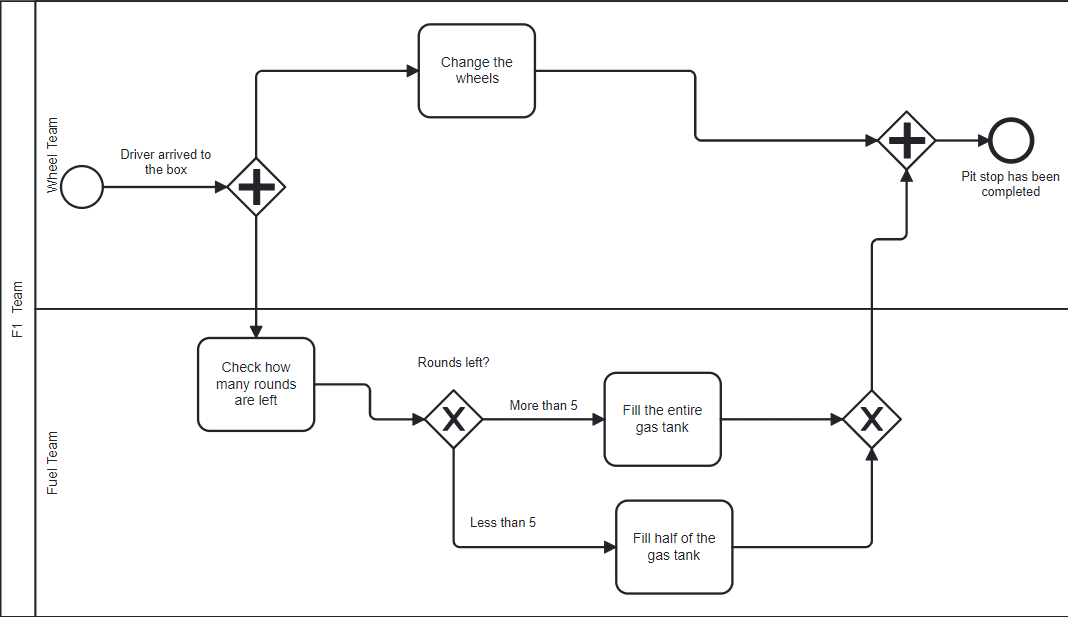 F1 Team
Wheel Team
Driver arrived to
the box
Change the
wheels
Pit stop has been
completed
Fuel Team
Check how
many rounds
are left
Rounds left?
More than 5
Fill the entire
gas tank
Less than 5
Fill half of the
gas tank